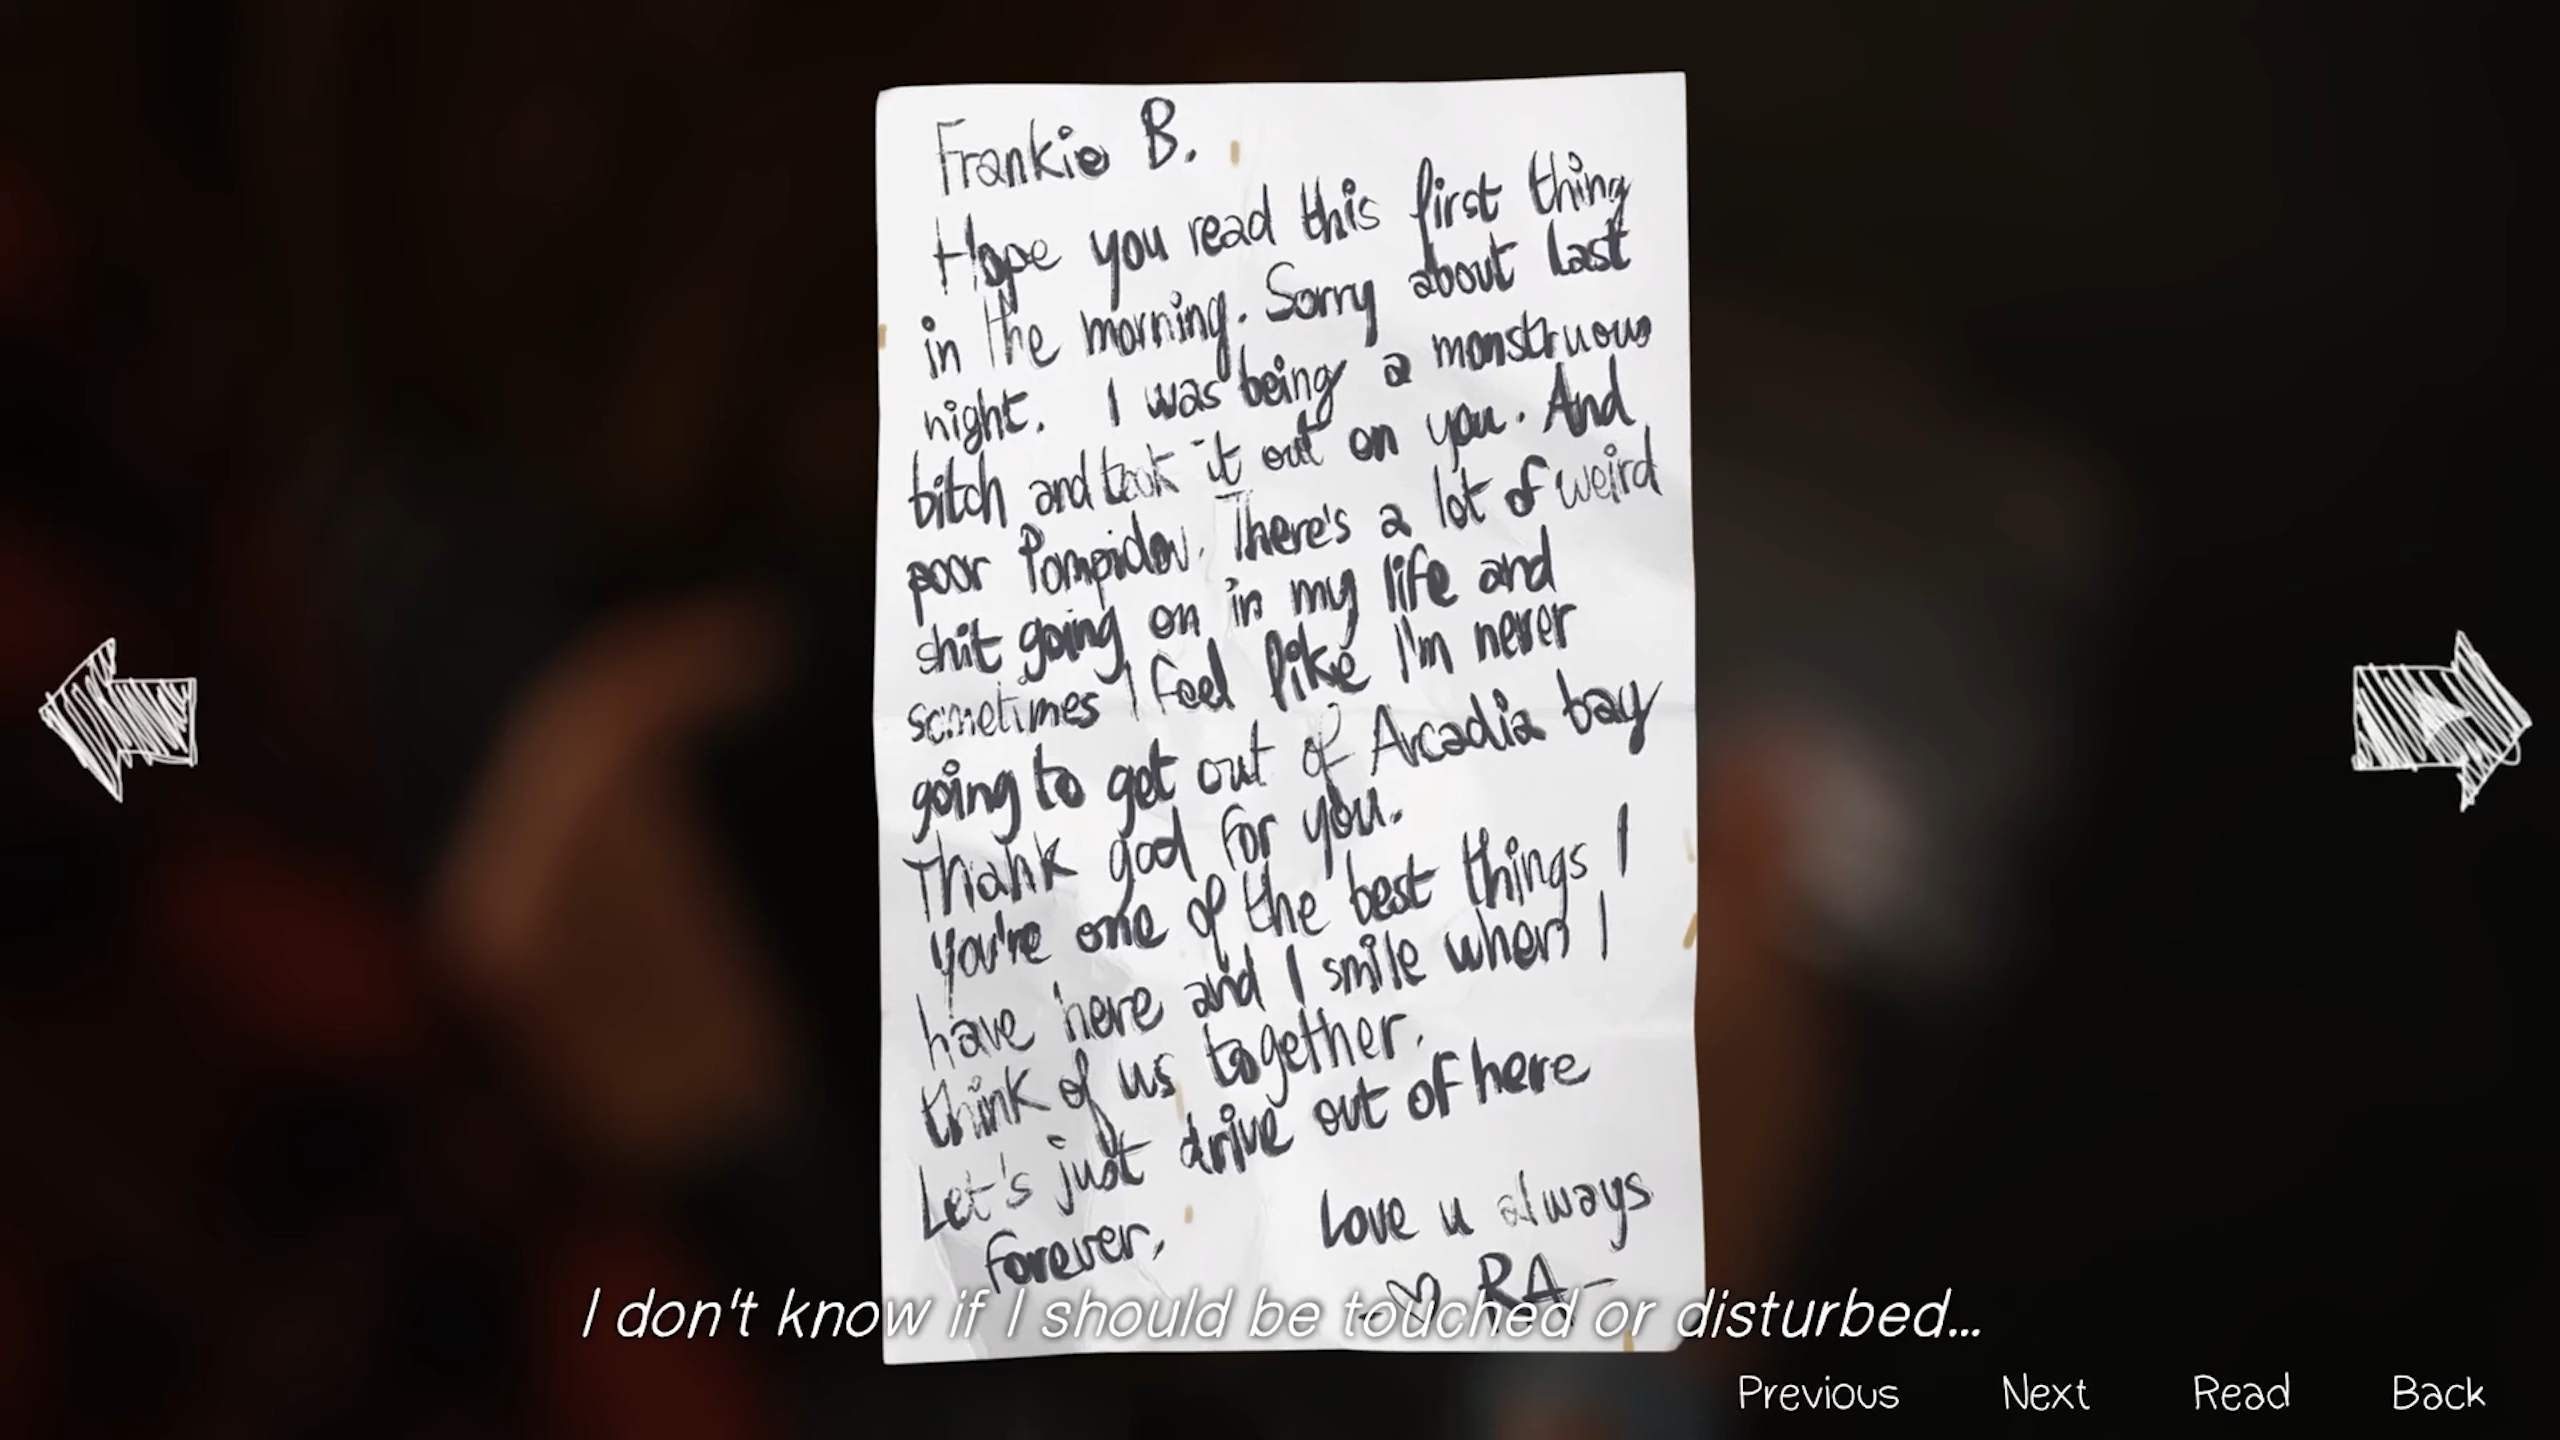 Frankie B.
Hope you read this first thing
in the morning. Sorry about last
night. I was being a monstruous
bitch and took it out on you. And
poor Pompidou. There's a lot of weird
shit going on in my life and
sometimes I feel like I'm never
going to get out of Arcadia bay
Thank god for you.
You're one of the best things I
have here and I smile when I
think of us together.
Let's just drive out of here
forever.
Love u always
-♡ RA-
I don't know if I should be touched or disturbed...
Previous Next Read Back